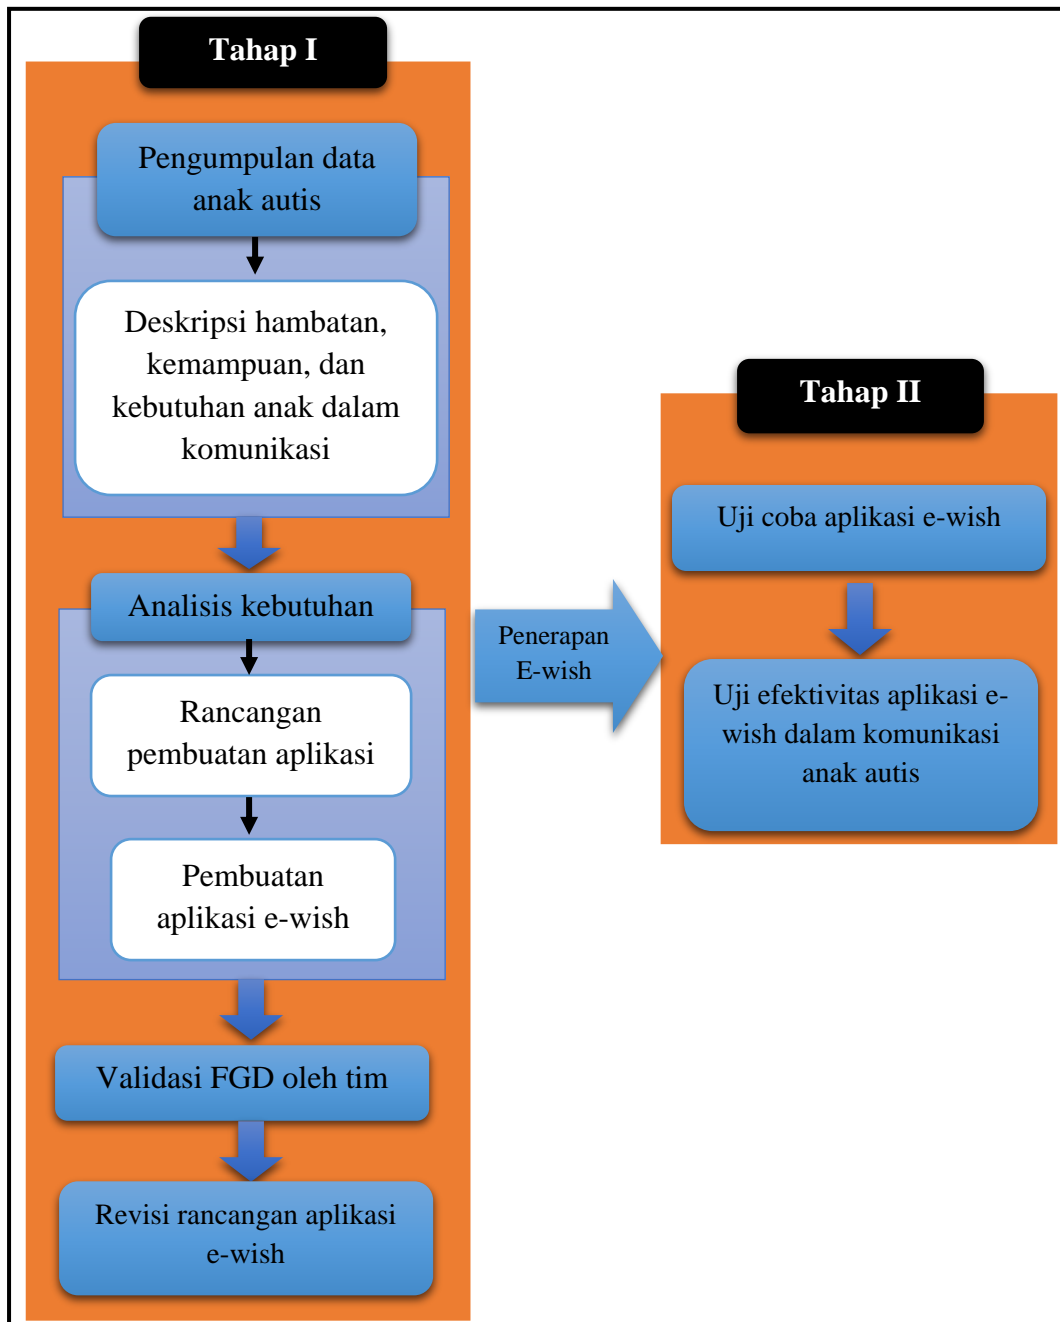 Tahap I
Pengumpulan data
anak autis
Deskripsi hambatan,
kemampuan, dan
kebutuhan anak dalam
komunikasi
Analisis kebutuhan
Rancangan
pembuatan aplikasi
Pembuatan
aplikasi e-wish
Validasi FGD oleh tim
Revisi rancangan aplikasi
e-wish
Penerapan
E-wish
Tahap II
Uji coba aplikasi e-wish
Uji efektivitas aplikasi e-
wish dalam komunikasi
anak autis